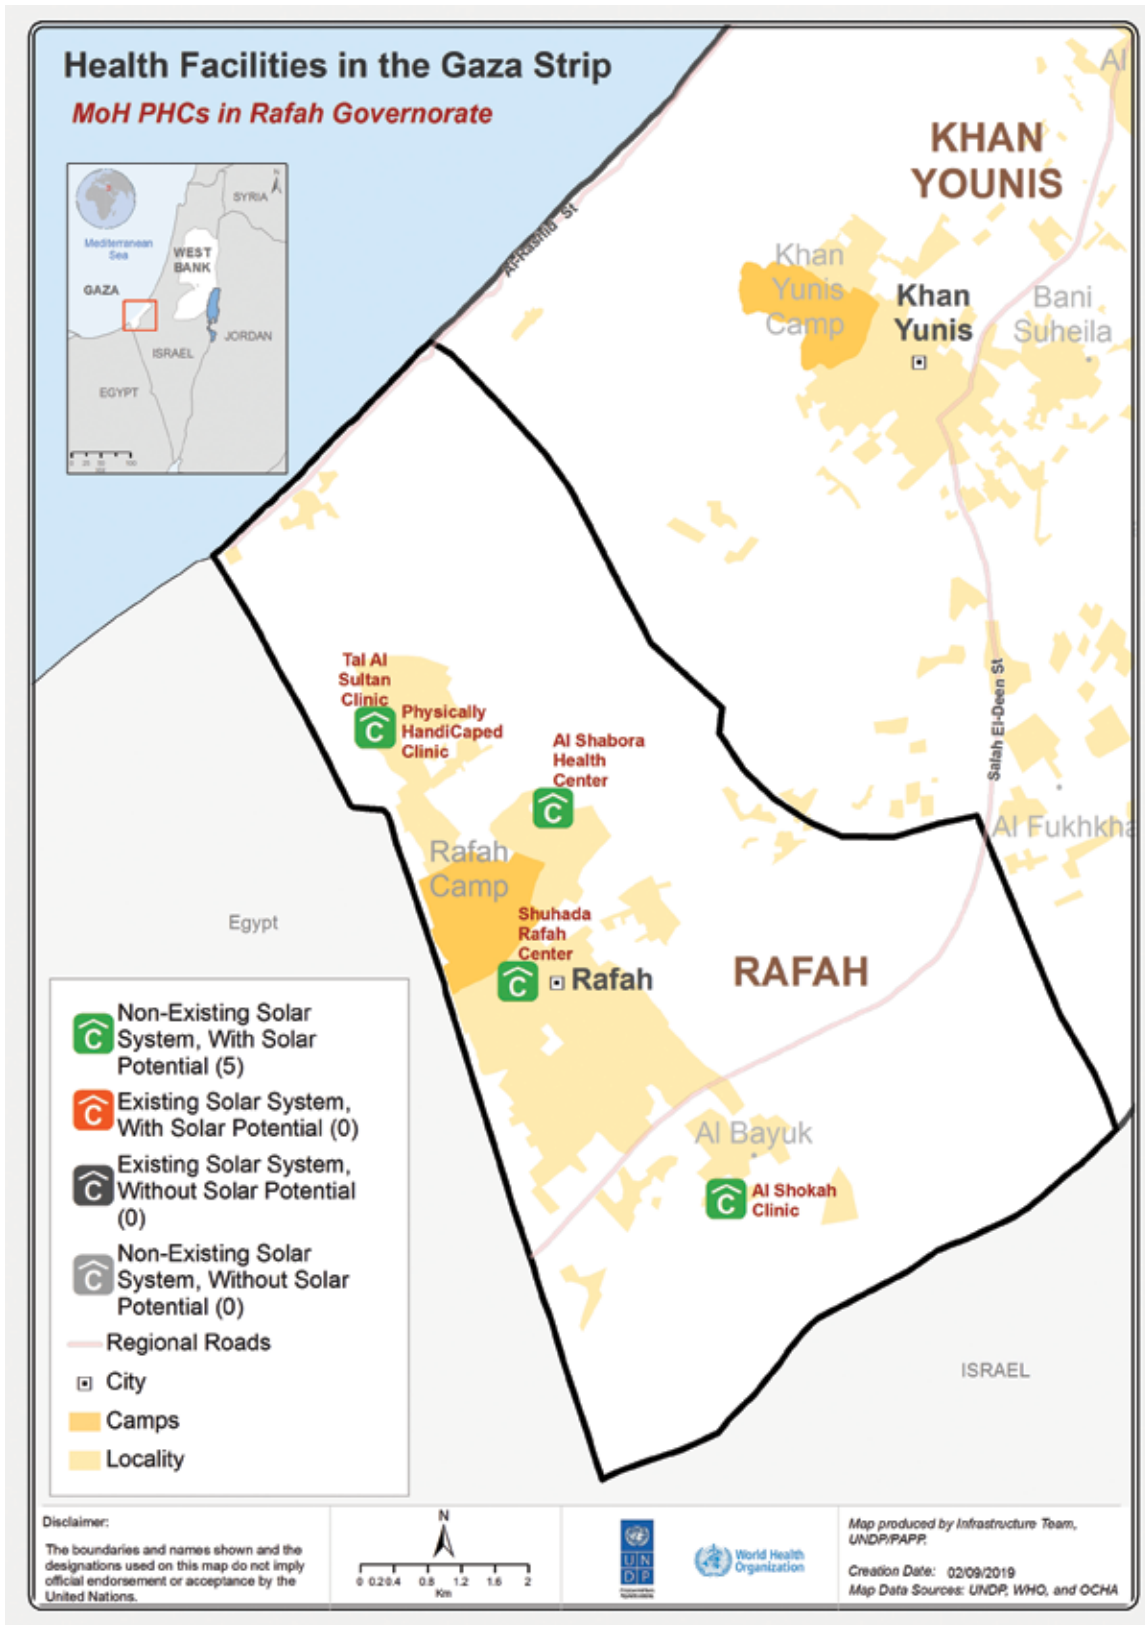 Health Facilities in the Gaza Strip
MoH PHCs in Rafah Governorate
N
SYRIA
Mediterranean
Sea
WEST
BANK
GAZA
JORDAN
ISRAEL
EGYPT
Al-Rashid St
Al
KHAN
YOUNIS
Khan
Yunis
Camp
Khan
Yunis
Bani
Suheila
Salah El-Deen St
Al Fukhkha
Tal Al
Sultan
Clinic
Physically
HandiCaped
Clinic
Al Shabora
Health
Center
Rafah
Camp
Shuhada
Rafah
Center
Rafah
RAFAH
Egypt
Al Bayuk
Al Shokah
Clinic
ISRAEL
C
C
C
C
C Non-Existing Solar
System, With Solar
Potential (5)
C Existing Solar System,
With Solar Potential (0)
C Existing Solar System,
Without Solar Potential
(0)
C Non-Existing Solar
System, Without Solar
Potential (0)
Regional Roads
City
Camps
Locality
Disclaimer:
The boundaries and names shown and the
designations used on this map do not imply
official endorsement or acceptance by the
United Nations.
N
0 0.20.4 0.8 1.2 1.6 2
Km
U N
D P
World Health
Organization
Map produced by Infrastructure Team,
UNDP/PAPP.
Creation Date: 02/09/2019
Map Data Sources: UNDP, WHO, and OCHA